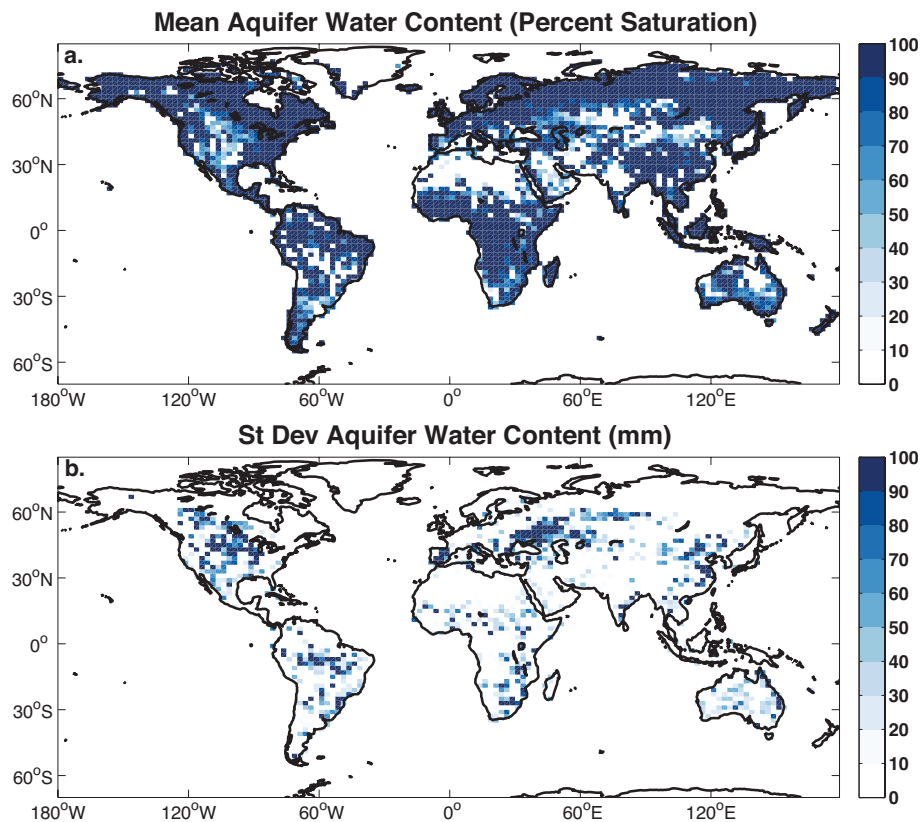 Mean Aquifer Water Content (Percent Saturation)
a.
60°N
30°N
0°
30°S
60°S
180°W 120°W 60°W 0° 60°E 120°E
100
90
80
70
60
50
40
30
20
10
0
St Dev Aquifer Water Content (mm)
b.
60°N
30°N
0°
30°S
60°S
180°W 120°W 60°W 0° 60°E 120°E
100
90
80
70
60
50
40
30
20
10
0